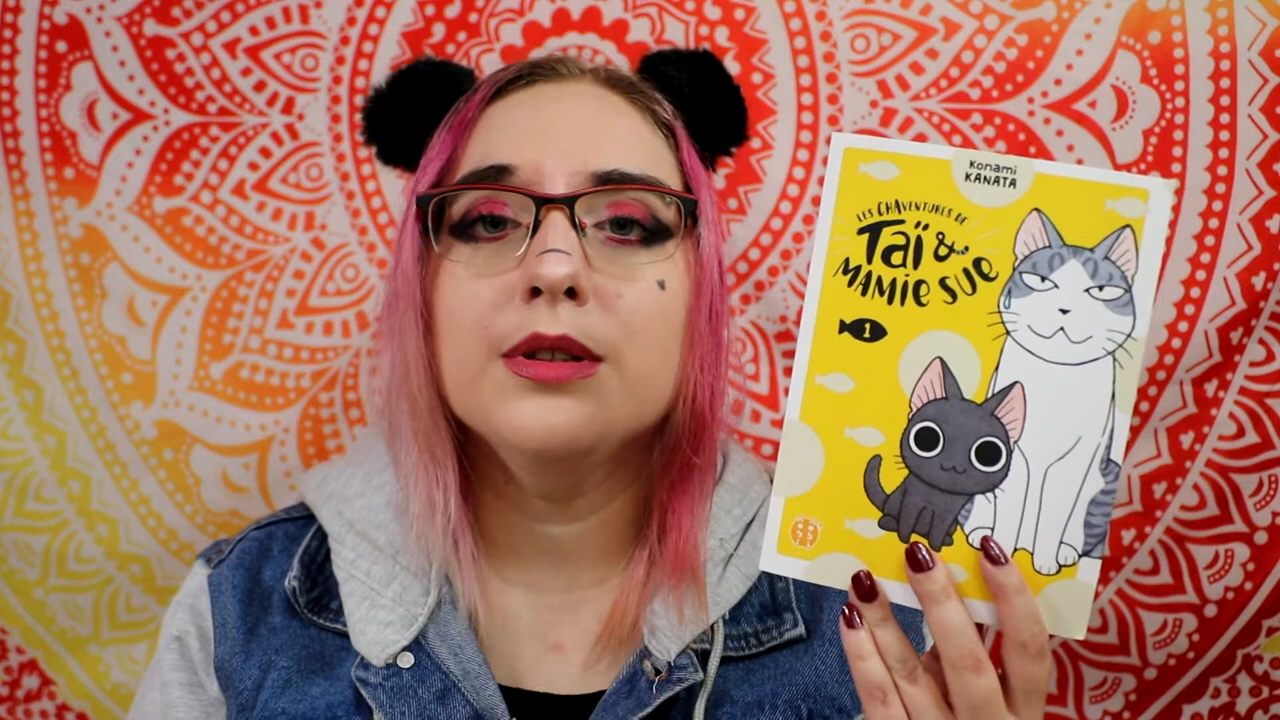 Konami
KANATA
LES CHAVENTURES DE
Taï &
MAMIE SUE
1